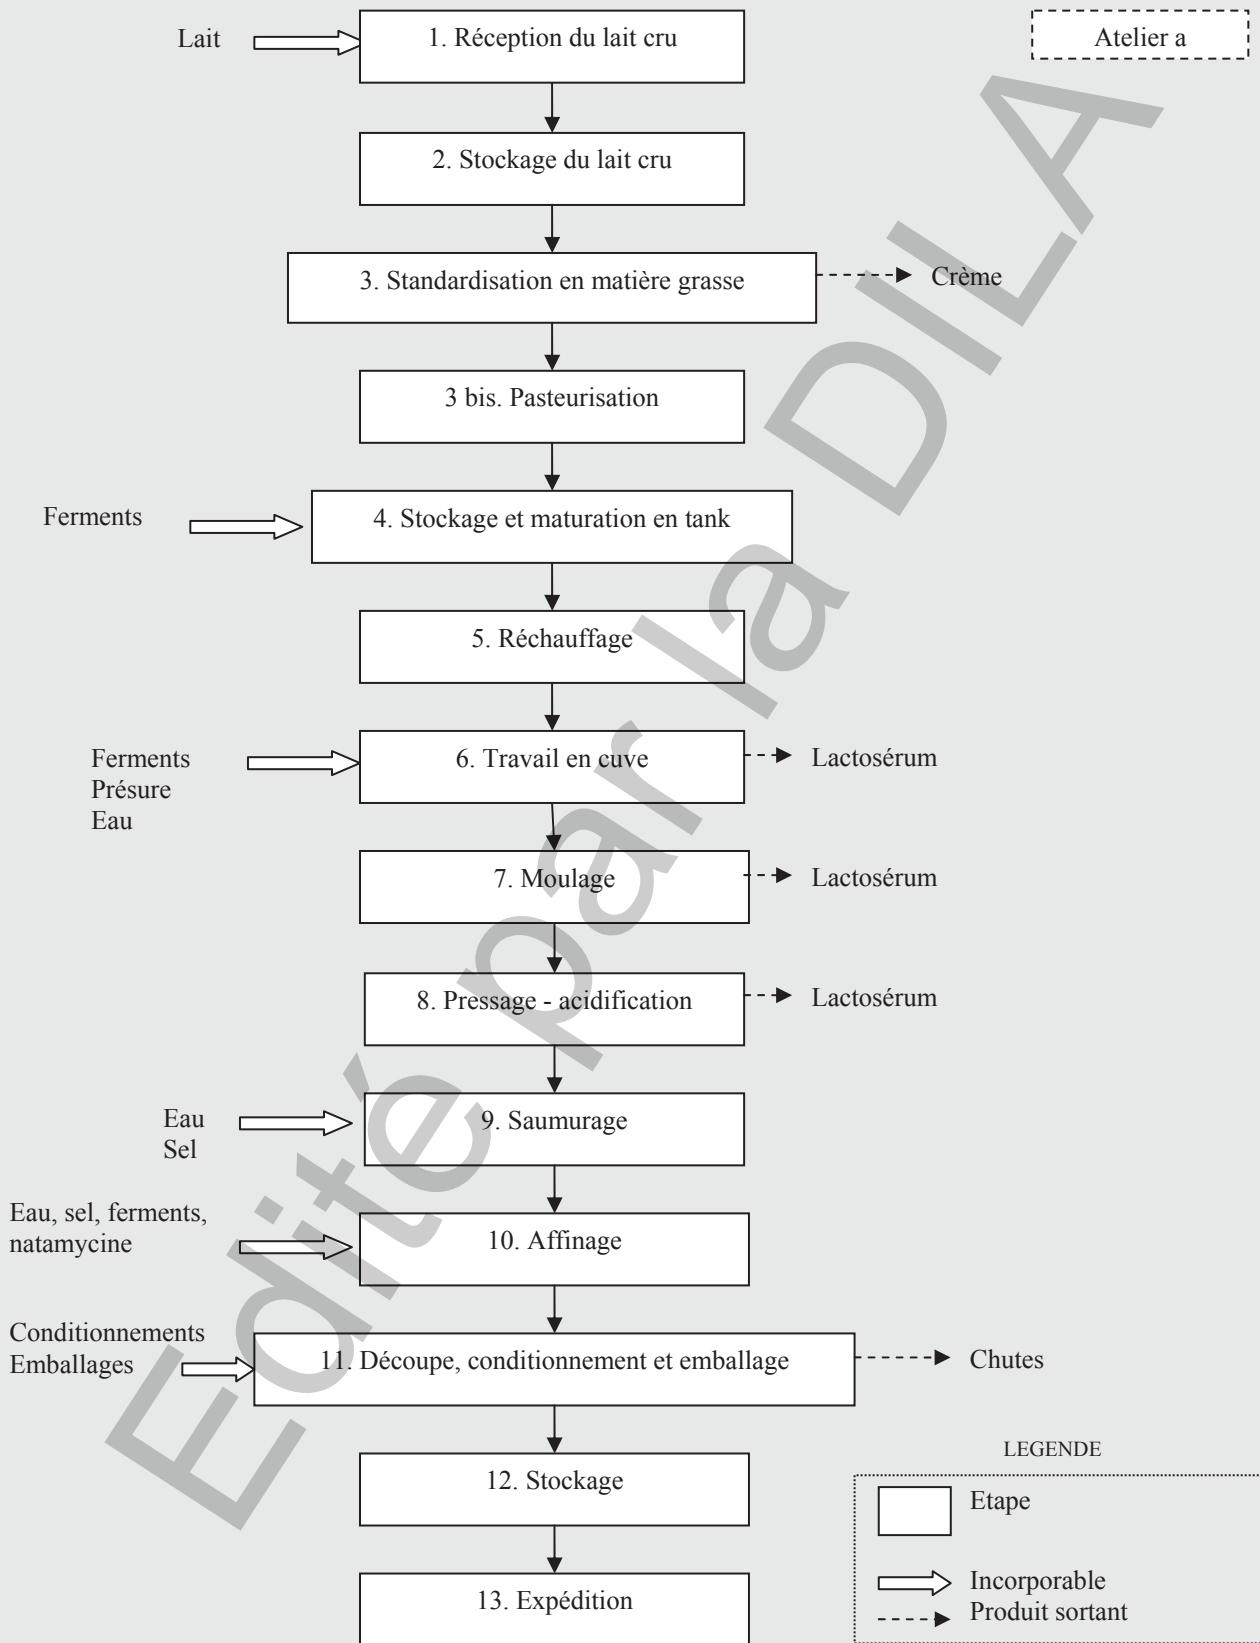 Lait
1. Réception du lait cru
Atelier a
2. Stockage du lait cru
3. Standardisation en matière grasse
Crème
3 bis. Pasteurisation
Ferments
4. Stockage et maturation en tank
5. Réchauffage
Ferments
Présure
Eau
6. Travail en cuve
Lactosérum
7. Moulage
Lactosérum
8. Pressage - acidification
Lactosérum
Eau
Sel
9. Saumurage
Eau, sel, ferments,
natamycine
10. Affinage
Conditionnements
Emballages
11. Découpe, conditionnement et emballage
Chutes
12. Stockage
13. Expédition
LEGENDE
Etape
Incorporable
Produit sortant
Edité par la DILA